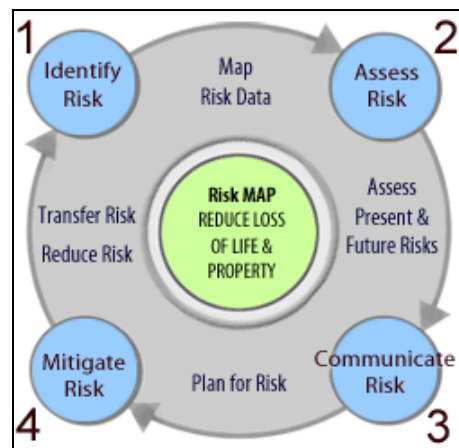 1
Identify
Risk
Map
Risk Data
2
Assess
Risk
Assess
Present &
Future Risks
Risk MAP
REDUCE LOSS
OF LIFE &
PROPERTY
Transfer Risk
Reduce Risk
Communicate
Risk
3
Plan for Risk
Mitigate
Risk
4